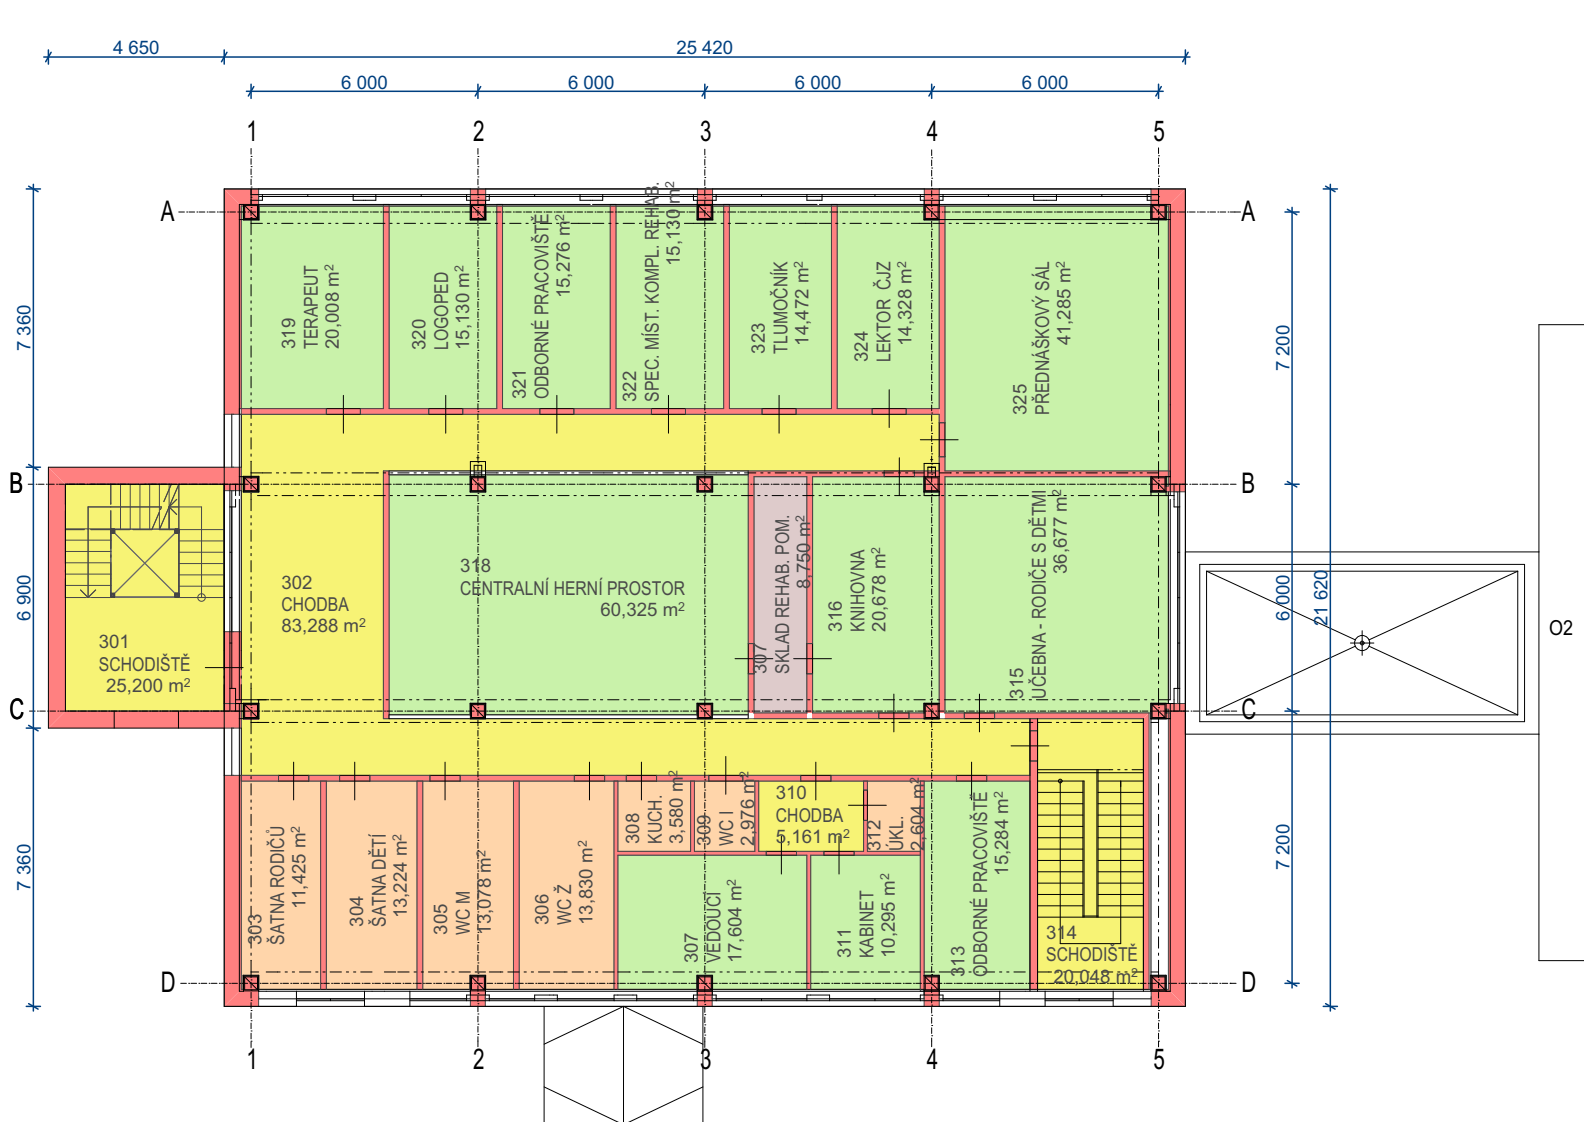 4 650
25 420
6 000
6 000
6 000
6 000
1
2
3
4
5
A
A
B
B
C
C
D
D
1
2
3
4
5
7 360
6 900
7 360
7 200
6 000
7 200
21 620
O2
319
TERAPEUT
20,008 m²
320
LOGOPED
15,130 m²
321
ODBORNÉ PRACOVIŠTĚ
15,276 m²
322
SPEC. MÍST. KOMPL. REHAB.
15,130 m²
323
TLUMOČNÍK
14,472 m²
324
LEKTOR ČJZ
14,328 m²
325
PŘEDNÁŠKOVÝ SÁL
41,285 m²
301
SCHODIŠTĚ
25,200 m²
302
CHODBA
83,288 m²
318
CENTRALNÍ HERNÍ PROSTOR
60,325 m²
307
SKLAD REHAB. POM.
8,750 m²
316
KNIHOVNA
20,678 m²
315
UČEBNA - RODIČE S DĚTMI
36,677 m²
303
ŠATNA RODIČŮ
11,425 m²
304
ŠATNA DĚTÍ
13,224 m²
305
WC M
13,078 m²
306
WC Ž
13,830 m²
308
KUCH.
3,580 m²
309
WC I
2,976 m²
310
CHODBA
5,161 m²
312
ÚKL.
2,604 m²
307
VEDOUCÍ
17,604 m²
311
KABINET
10,295 m²
313
ODBORNÉ PRACOVIŠTĚ
15,284 m²
314
SCHODIŠTĚ
20,048 m²